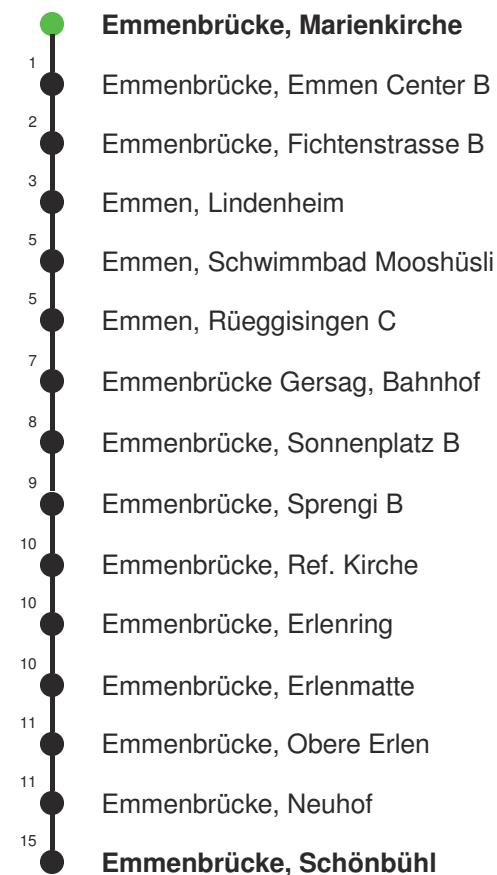 Emmenbrücke, Marienkirche
1
Emmenbrücke, Emmen Center B
2
Emmenbrücke, Fichtenstrasse B
3
Emmen, Lindenheim
5
Emmen, Schwimmbad Mooshüsli
5
Emmen, Rüeggisingen C
7
Emmenbrücke Gersag, Bahnhof
8
Emmenbrücke, Sonnenplatz B
9
Emmenbrücke, Sprengi B
10
Emmenbrücke, Ref. Kirche
10
Emmenbrücke, Erlenring
10
Emmenbrücke, Erlenmatte
11
Emmenbrücke, Obere Erlen
11
Emmenbrücke, Neuhof
15
Emmenbrücke, Schönbühl